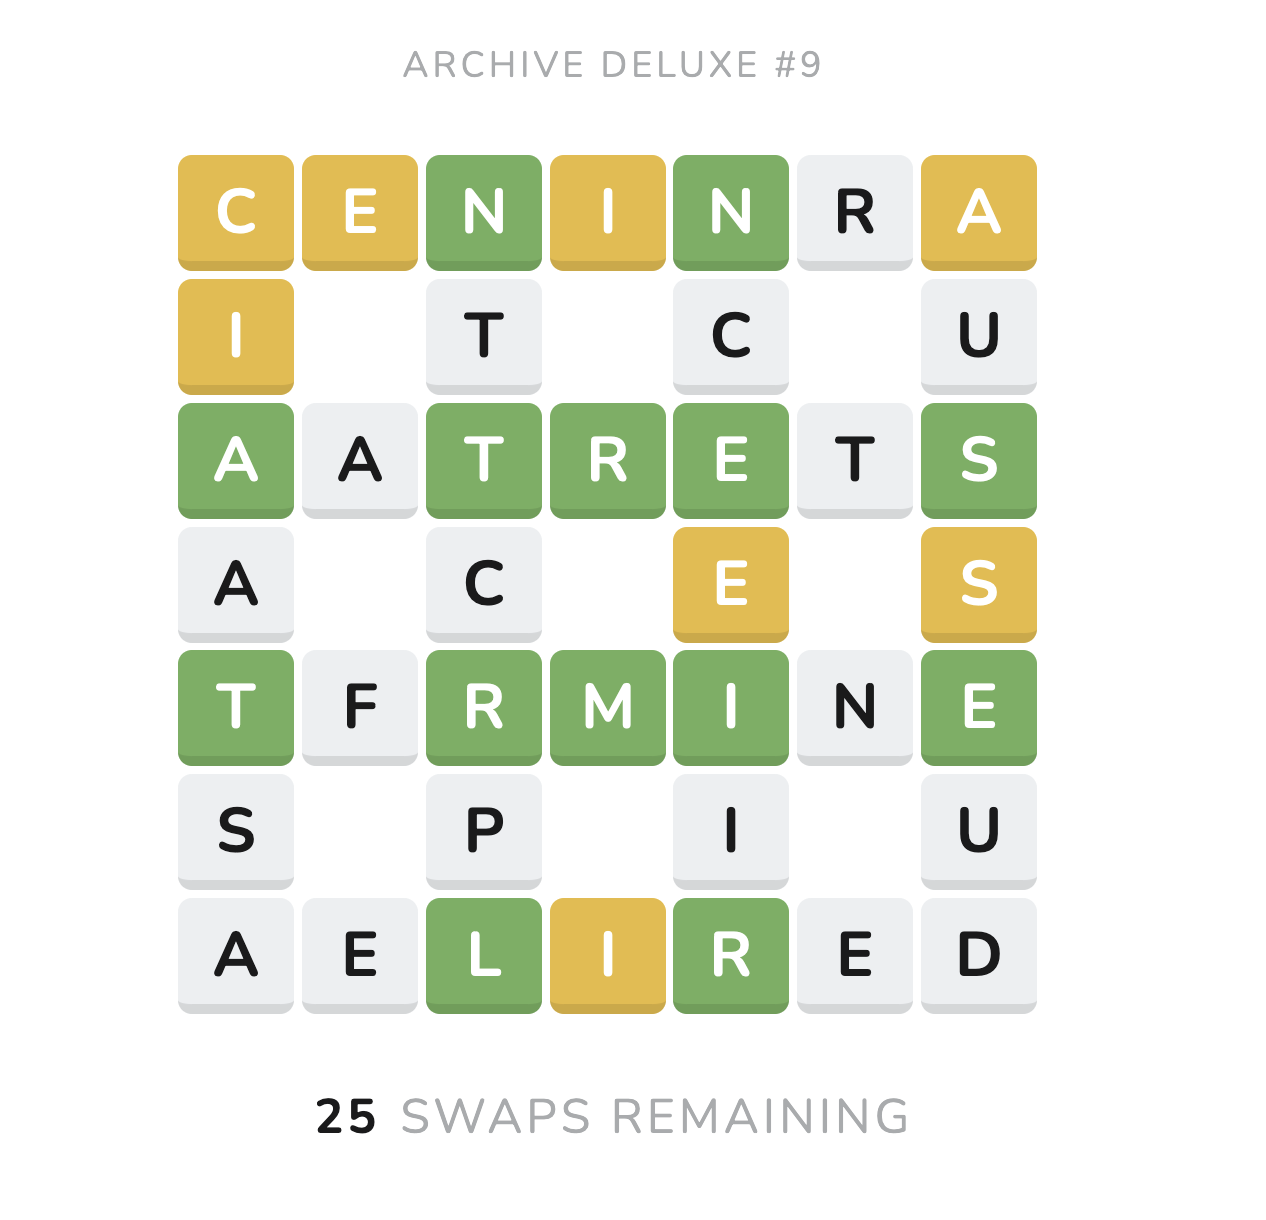 ARCHIVE DELUXE #9
C E N I N R A
I T C U
A A T R E T S
A C E S
T F R M I N E
S P I U
A E L I R E D
25 SWAPS REMAINING